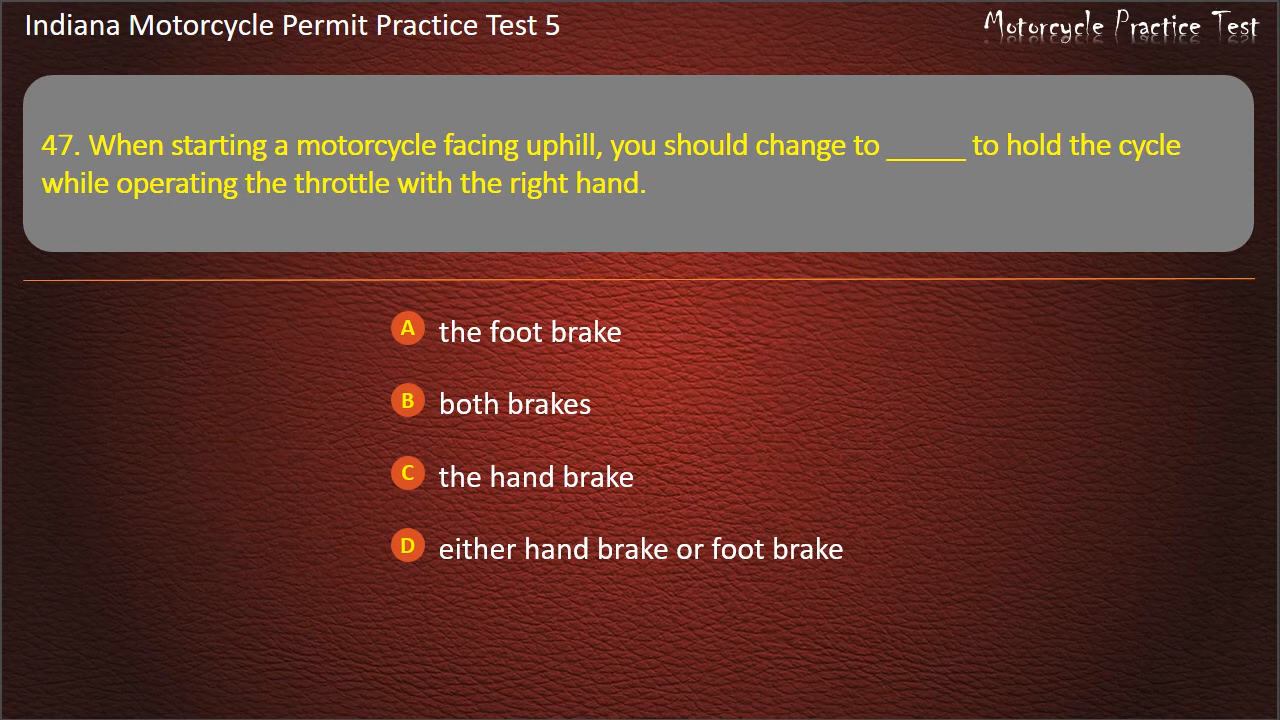 Indiana Motorcycle Permit Practice Test 5
Motorcycle Practice Test
47. When starting a motorcycle facing uphill, you should change to _____ to hold the cycle
while operating the throttle with the right hand.
A the foot brake
B both brakes
C the hand brake
D either hand brake or foot brake